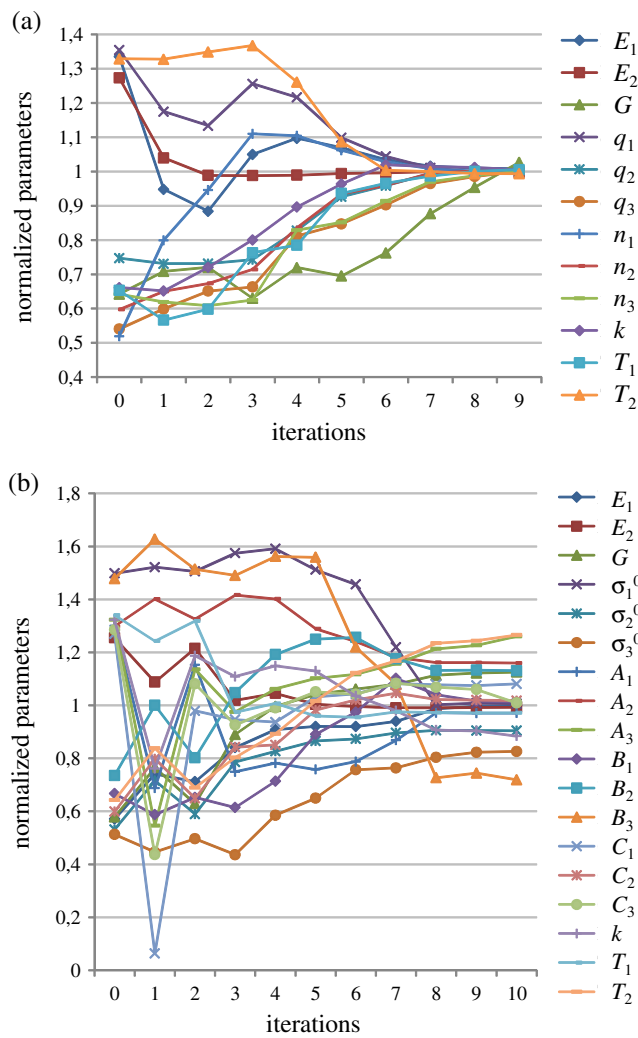 (a)
1,4
1,3
1,2
1,1
1
0,9
0,8
0,7
0,6
0,5
0,4
normalized parameters
0 1 2 3 4 5 6 7 8 9
iterations
E₁
E₂
G
q₁
q₂
q₃
n₁
n₂
n₃
k
T₁
T₂
(b)
1,8
1,6
1,4
1,2
1
0,8
0,6
0,4
0,2
0
normalized parameters
0 1 2 3 4 5 6 7 8 9 10
iterations
E₁
E₂
G
σ₁⁰
σ₂⁰
σ₃⁰
A₁
A₂
A₃
B₁
B₂
B₃
C₁
C₂
C₃
k
T₁
T₂